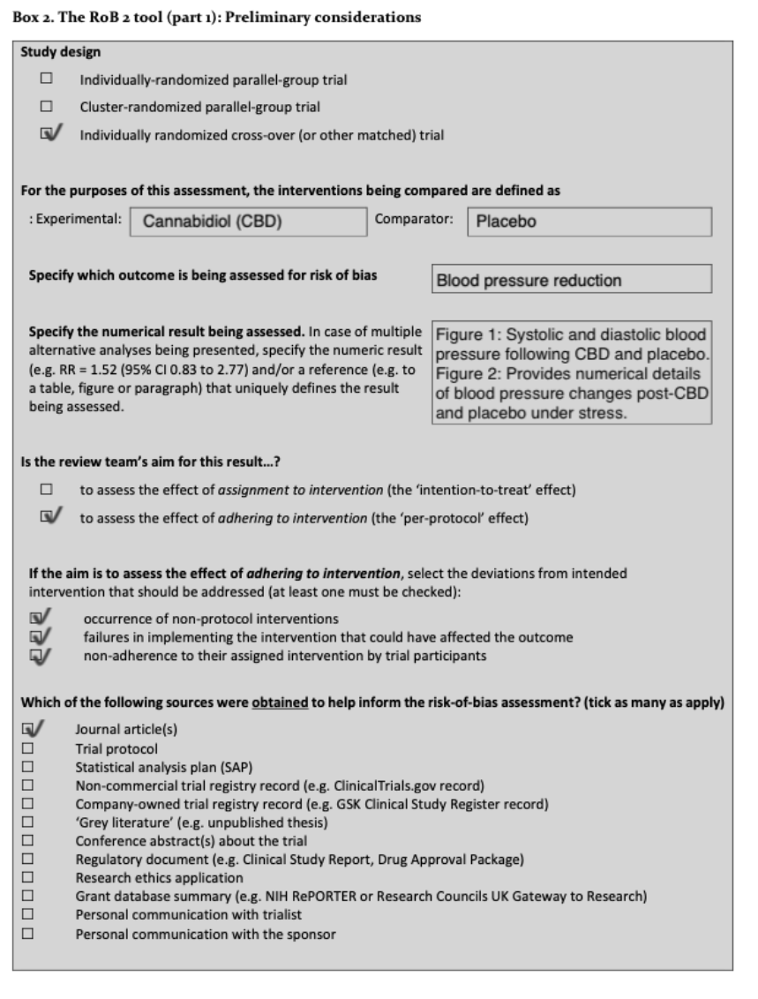 Box 2. The RoB 2 tool (part 1): Preliminary considerations
Study design
Individually-randomized parallel-group trial
Cluster-randomized parallel-group trial
Individually randomized cross-over (or other matched) trial
For the purposes of this assessment, the interventions being compared are defined as
: Experimental: Cannabidiol (CBD) Comparator: Placebo
Specify which outcome is being assessed for risk of bias Blood pressure reduction
Specify the numerical result being assessed. In case of multiple
alternative analyses being presented, specify the numeric result
(e.g. RR = 1.52 (95% CI 0.83 to 2.77) and/or a reference (e.g. to
a table, figure or paragraph) that uniquely defines the result
being assessed.
Figure 1: Systolic and diastolic blood
pressure following CBD and placebo.
Figure 2: Provides numerical details
of blood pressure changes post-CBD
and placebo under stress.
Is the review team's aim for this result...?
to assess the effect of assignment to intervention (the 'intention-to-treat' effect)
to assess the effect of adhering to intervention (the 'per-protocol' effect)
If the aim is to assess the effect of adhering to intervention, select the deviations from intended
intervention that should be addressed (at least one must be checked):
occurrence of non-protocol interventions
failures in implementing the intervention that could have affected the outcome
non-adherence to their assigned intervention by trial participants
Which of the following sources were obtained to help inform the risk-of-bias assessment? (tick as many as apply)
Journal article(s)
Trial protocol
Statistical analysis plan (SAP)
Non-commercial trial registry record (e.g. ClinicalTrials.gov record)
Company-owned trial registry record (e.g. GSK Clinical Study Register record)
'Grey literature' (e.g. unpublished thesis)
Conference abstract(s) about the trial
Regulatory document (e.g. Clinical Study Report, Drug Approval Package)
Research ethics application
Grant database summary (e.g. NIH RePORTER or Research Councils UK Gateway to Research)
Personal communication with trialist
Personal communication with the sponsor